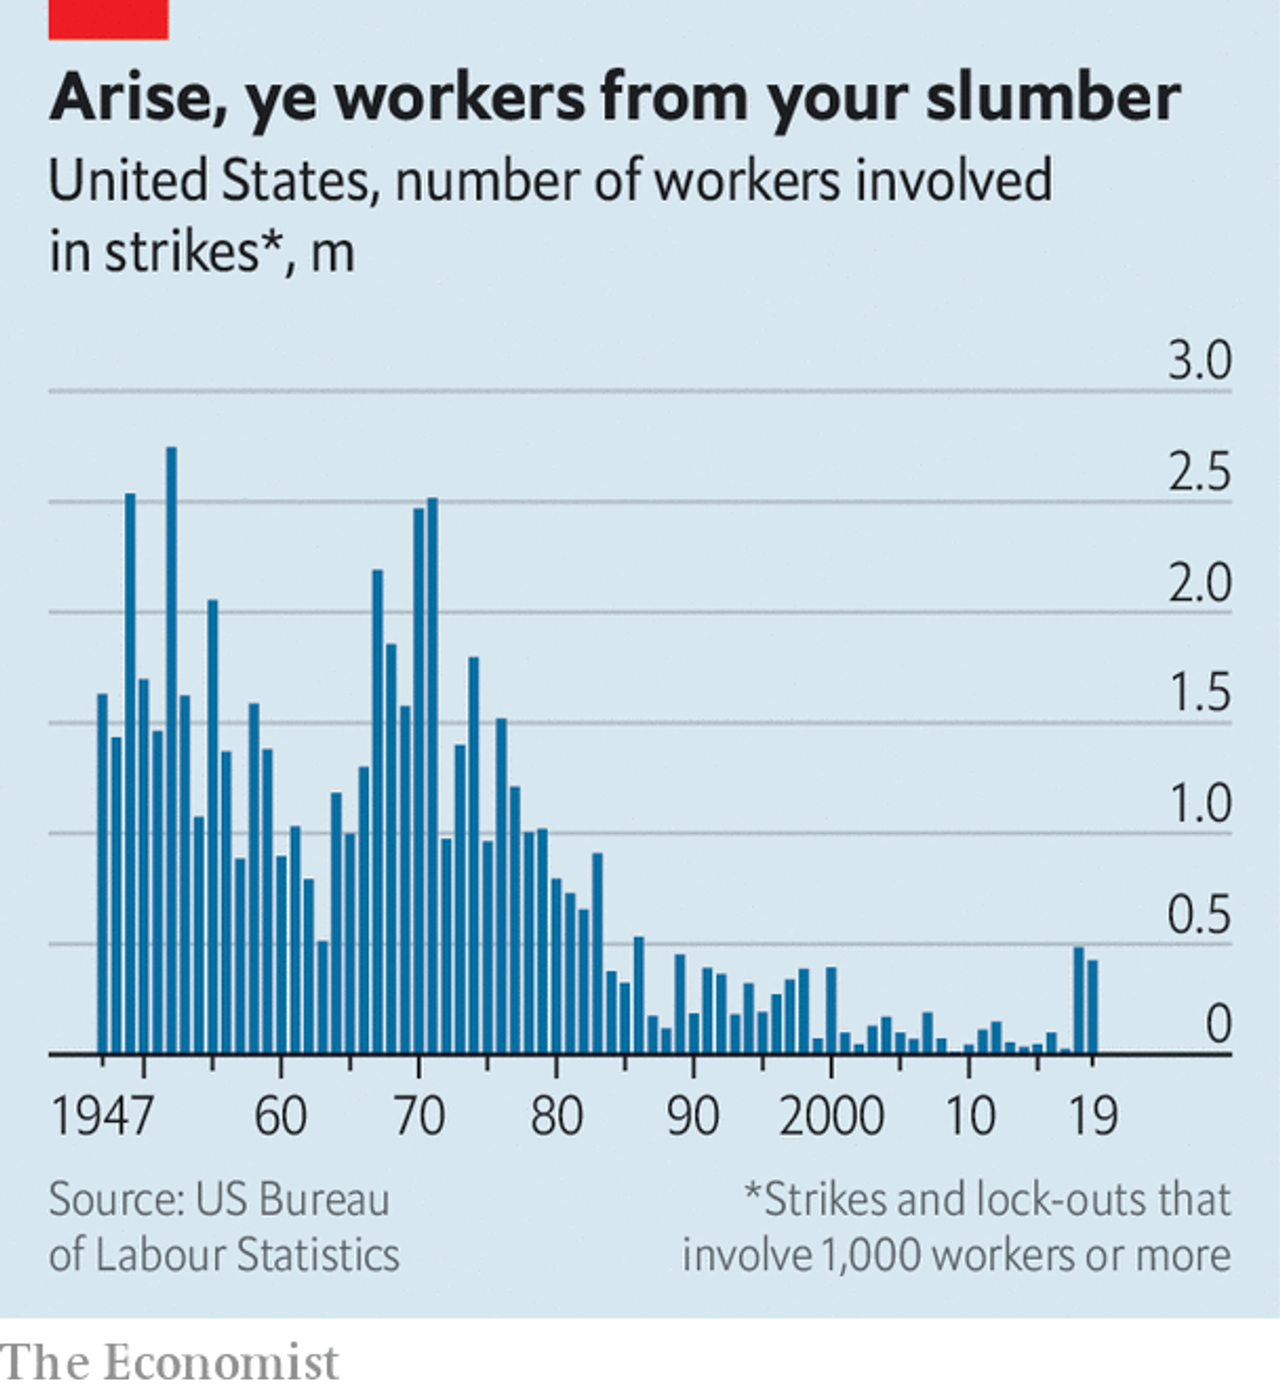 Arise, ye workers from your slumber
United States, number of workers involved
in strikes*, m
3.0
2.5
2.0
1.5
1.0
0.5
0
1947 60 70 80 90 2000 10 19
Source: US Bureau
of Labour Statistics
*Strikes and lock-outs that
involve 1,000 workers or more
The Economist